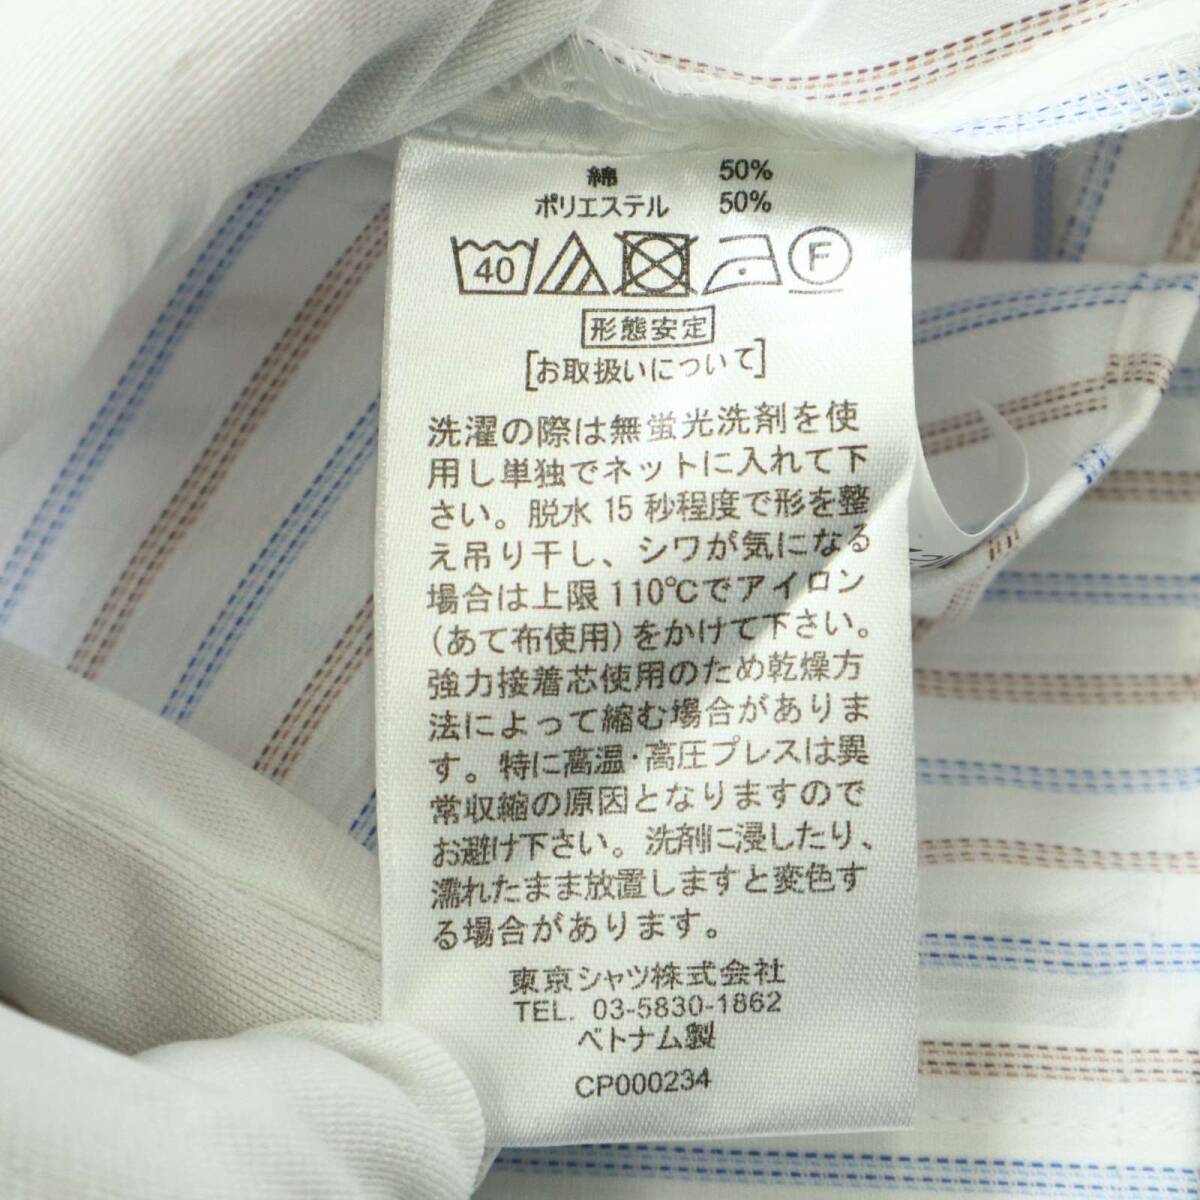 綿 50%
ポリエステル 50%
40 F
形態安定
[お取扱いについて]
洗濯の際は無蛍光洗剤を使
用し単独でネットに入れて下
さい。脱水15秒程度で形を整
え吊り干し、シワが気になる
場合は上限110℃でアイロン
(あて布使用)をかけて下さい。
強力接着芯使用のため乾燥方
法によって縮む場合がありま
す。特に高温・高圧プレスは異
常収縮の原因となりますので
お避け下さい。洗剤に浸したり、
濡れたまま放置しますと変色す
る場合があります。
東京シャツ株式会社
TEL. 03-5830-1862
ベトナム製
CP000234